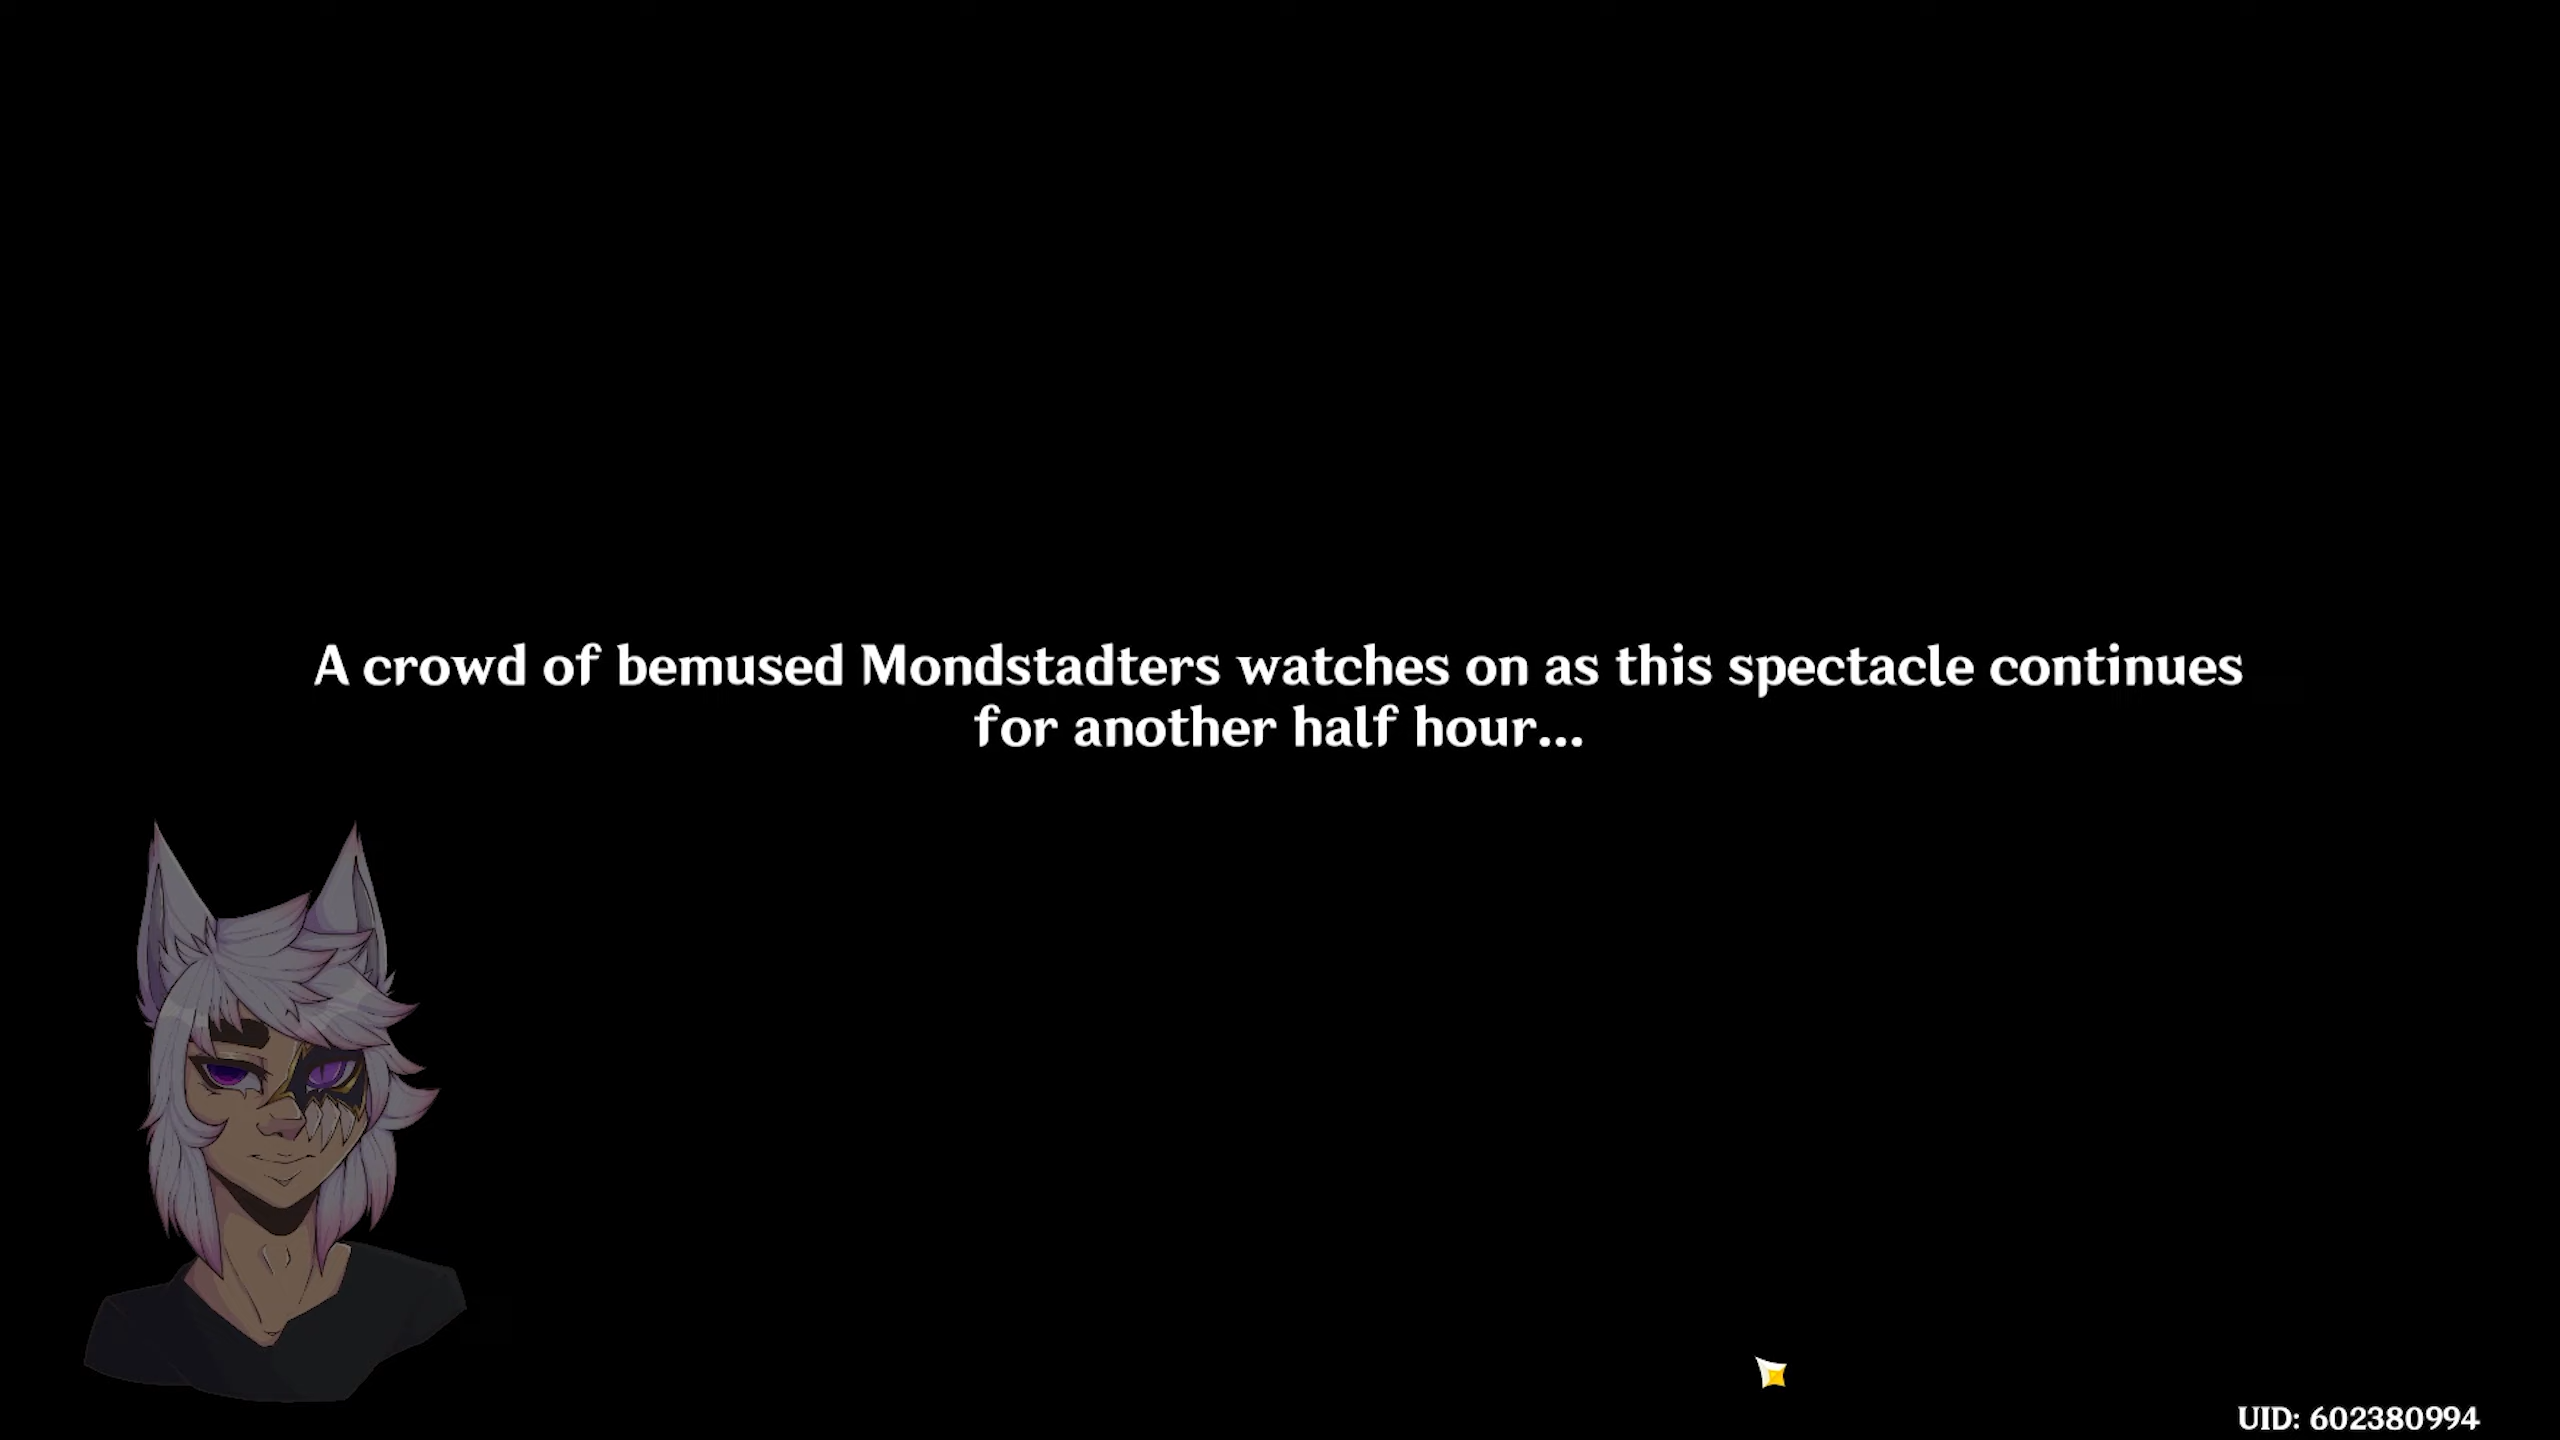 A crowd of bemused Mondstadters watches on as this spectacle continues
for another half hour...
UID: 602380994